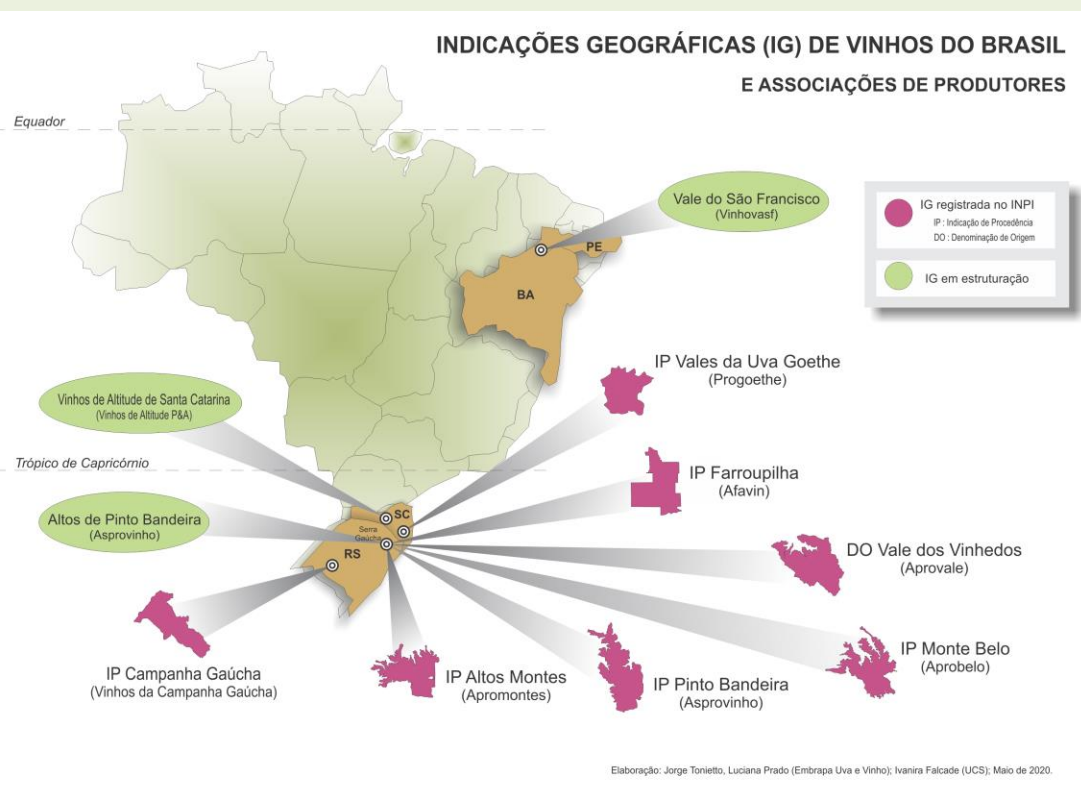 INDICAÇÕES GEOGRÁFICAS (IG) DE VINHOS DO BRASIL
E ASSOCIAÇÕES DE PRODUTORES
Equador
Vale do São Francisco
(Vinhovasf)
IG registrada no INPI
IP : Indicação de Procedência
DO : Denominação de Origem
IG em estruturação
PE
BA
IP Vales da Uva Goethe
(Progoethe)
Vinhos de Altitude de Santa Catarina
(Vinhos de Altitude P&A)
Trópico de Capricórnio
IP Farroupilha
(Afavin)
Altos de Pinto Bandeira
(Asprovinho)
SC
Serra
Gaúcha
RS
DO Vale dos Vinhedos
(Aprovale)
IP Monte Belo
(Aprobelo)
IP Campanha Gaúcha
(Vinhos da Campanha Gaúcha)
IP Altos Montes
(Apromontes)
IP Pinto Bandeira
(Asprovinho)
Elaboração: Jorge Tonietto, Luciana Prado (Embrapa Uva e Vinho); Ivanira Falcade (UCS); Maio de 2020.